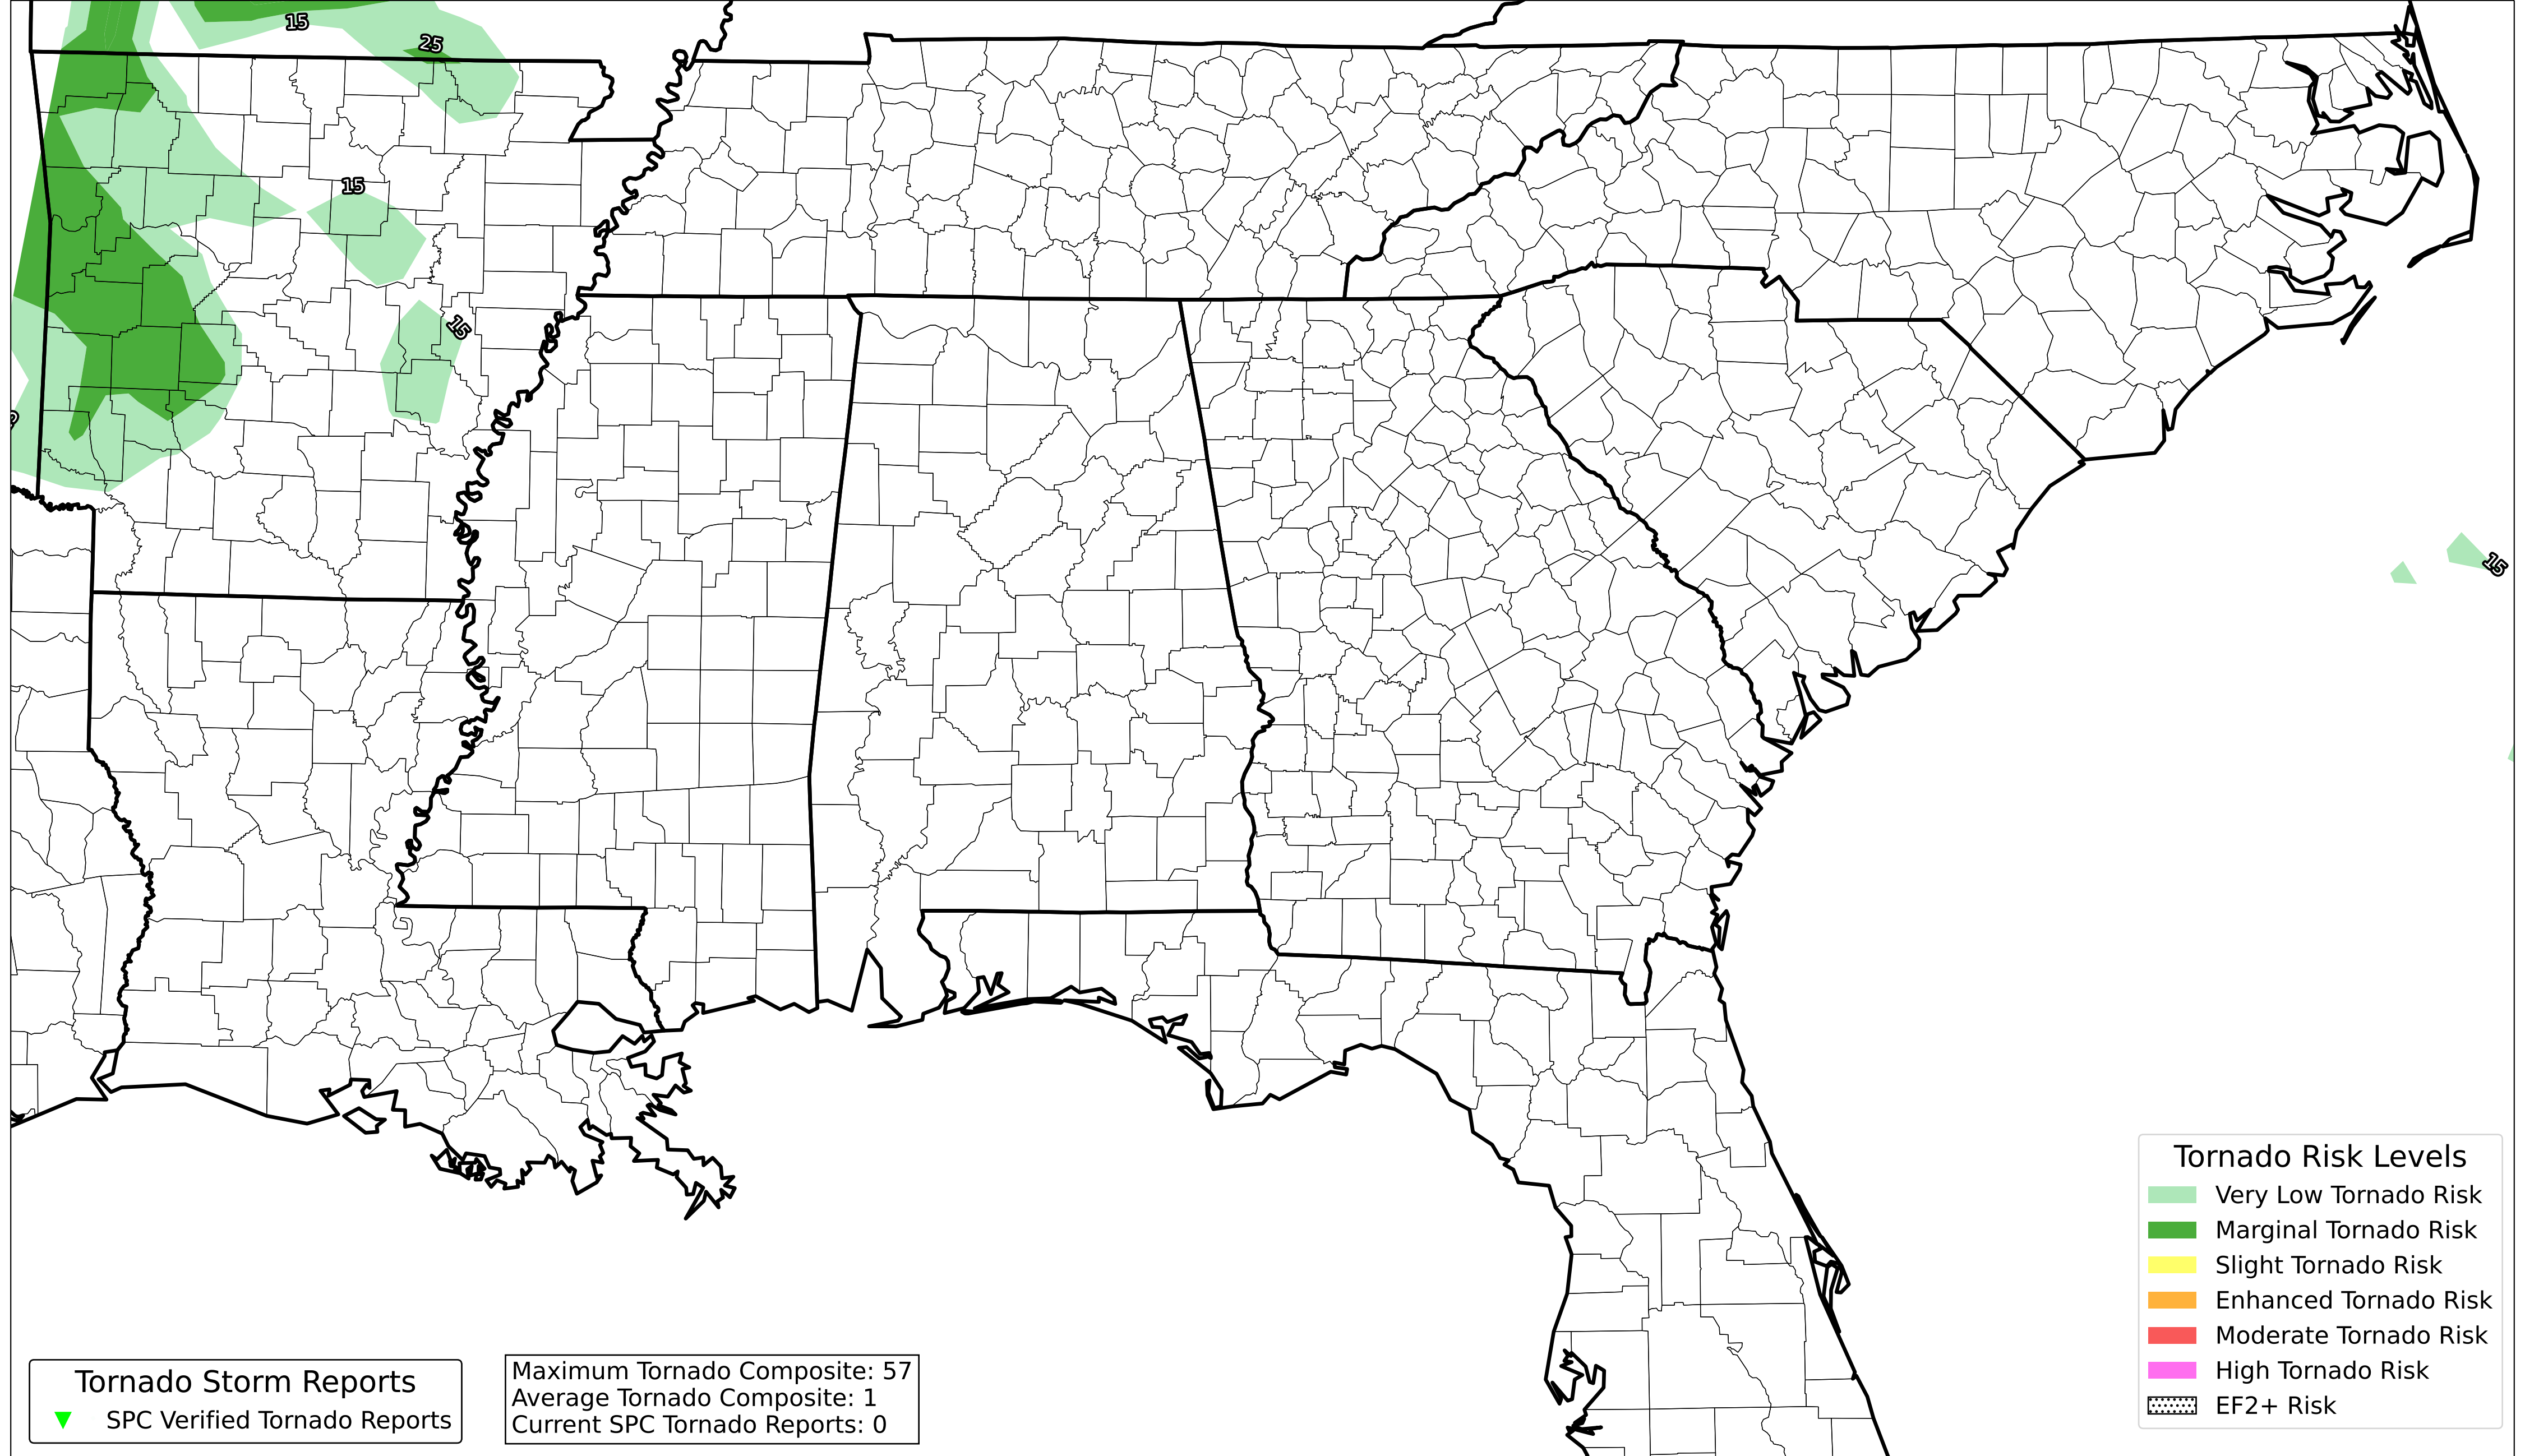 15
25
15
15
15
Tornado Risk Levels
Very Low Tornado Risk
Marginal Tornado Risk
Slight Tornado Risk
Enhanced Tornado Risk
Moderate Tornado Risk
High Tornado Risk
EF2+ Risk
Tornado Storm Reports
SPC Verified Tornado Reports
Maximum Tornado Composite: 57
Average Tornado Composite: 1
Current SPC Tornado Reports: 0